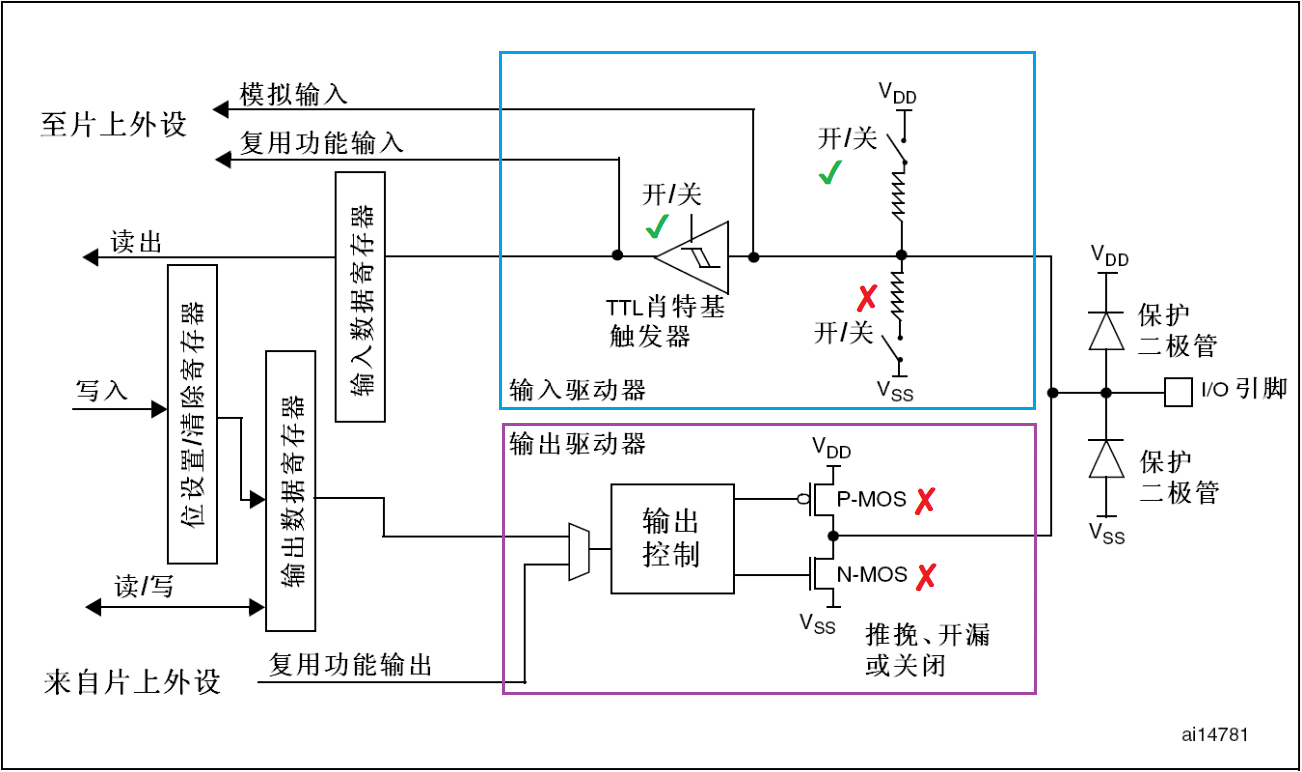 模拟输入
至片上外设
复用功能输入
VDD
开/关
开/关
读出
输入数据寄存器
TTL肖特基
触发器
开/关
VSS
VDD
保护
二极管
I/O 引脚
写入
位设置/清除寄存器
输出数据寄存器
输入驱动器
输出驱动器
VDD
P-MOS
输出
控制
N-MOS
VSS
推挽、开漏
或关闭
保护
二极管
VSS
读/写
复用功能输出
来自片上外设
ai14781